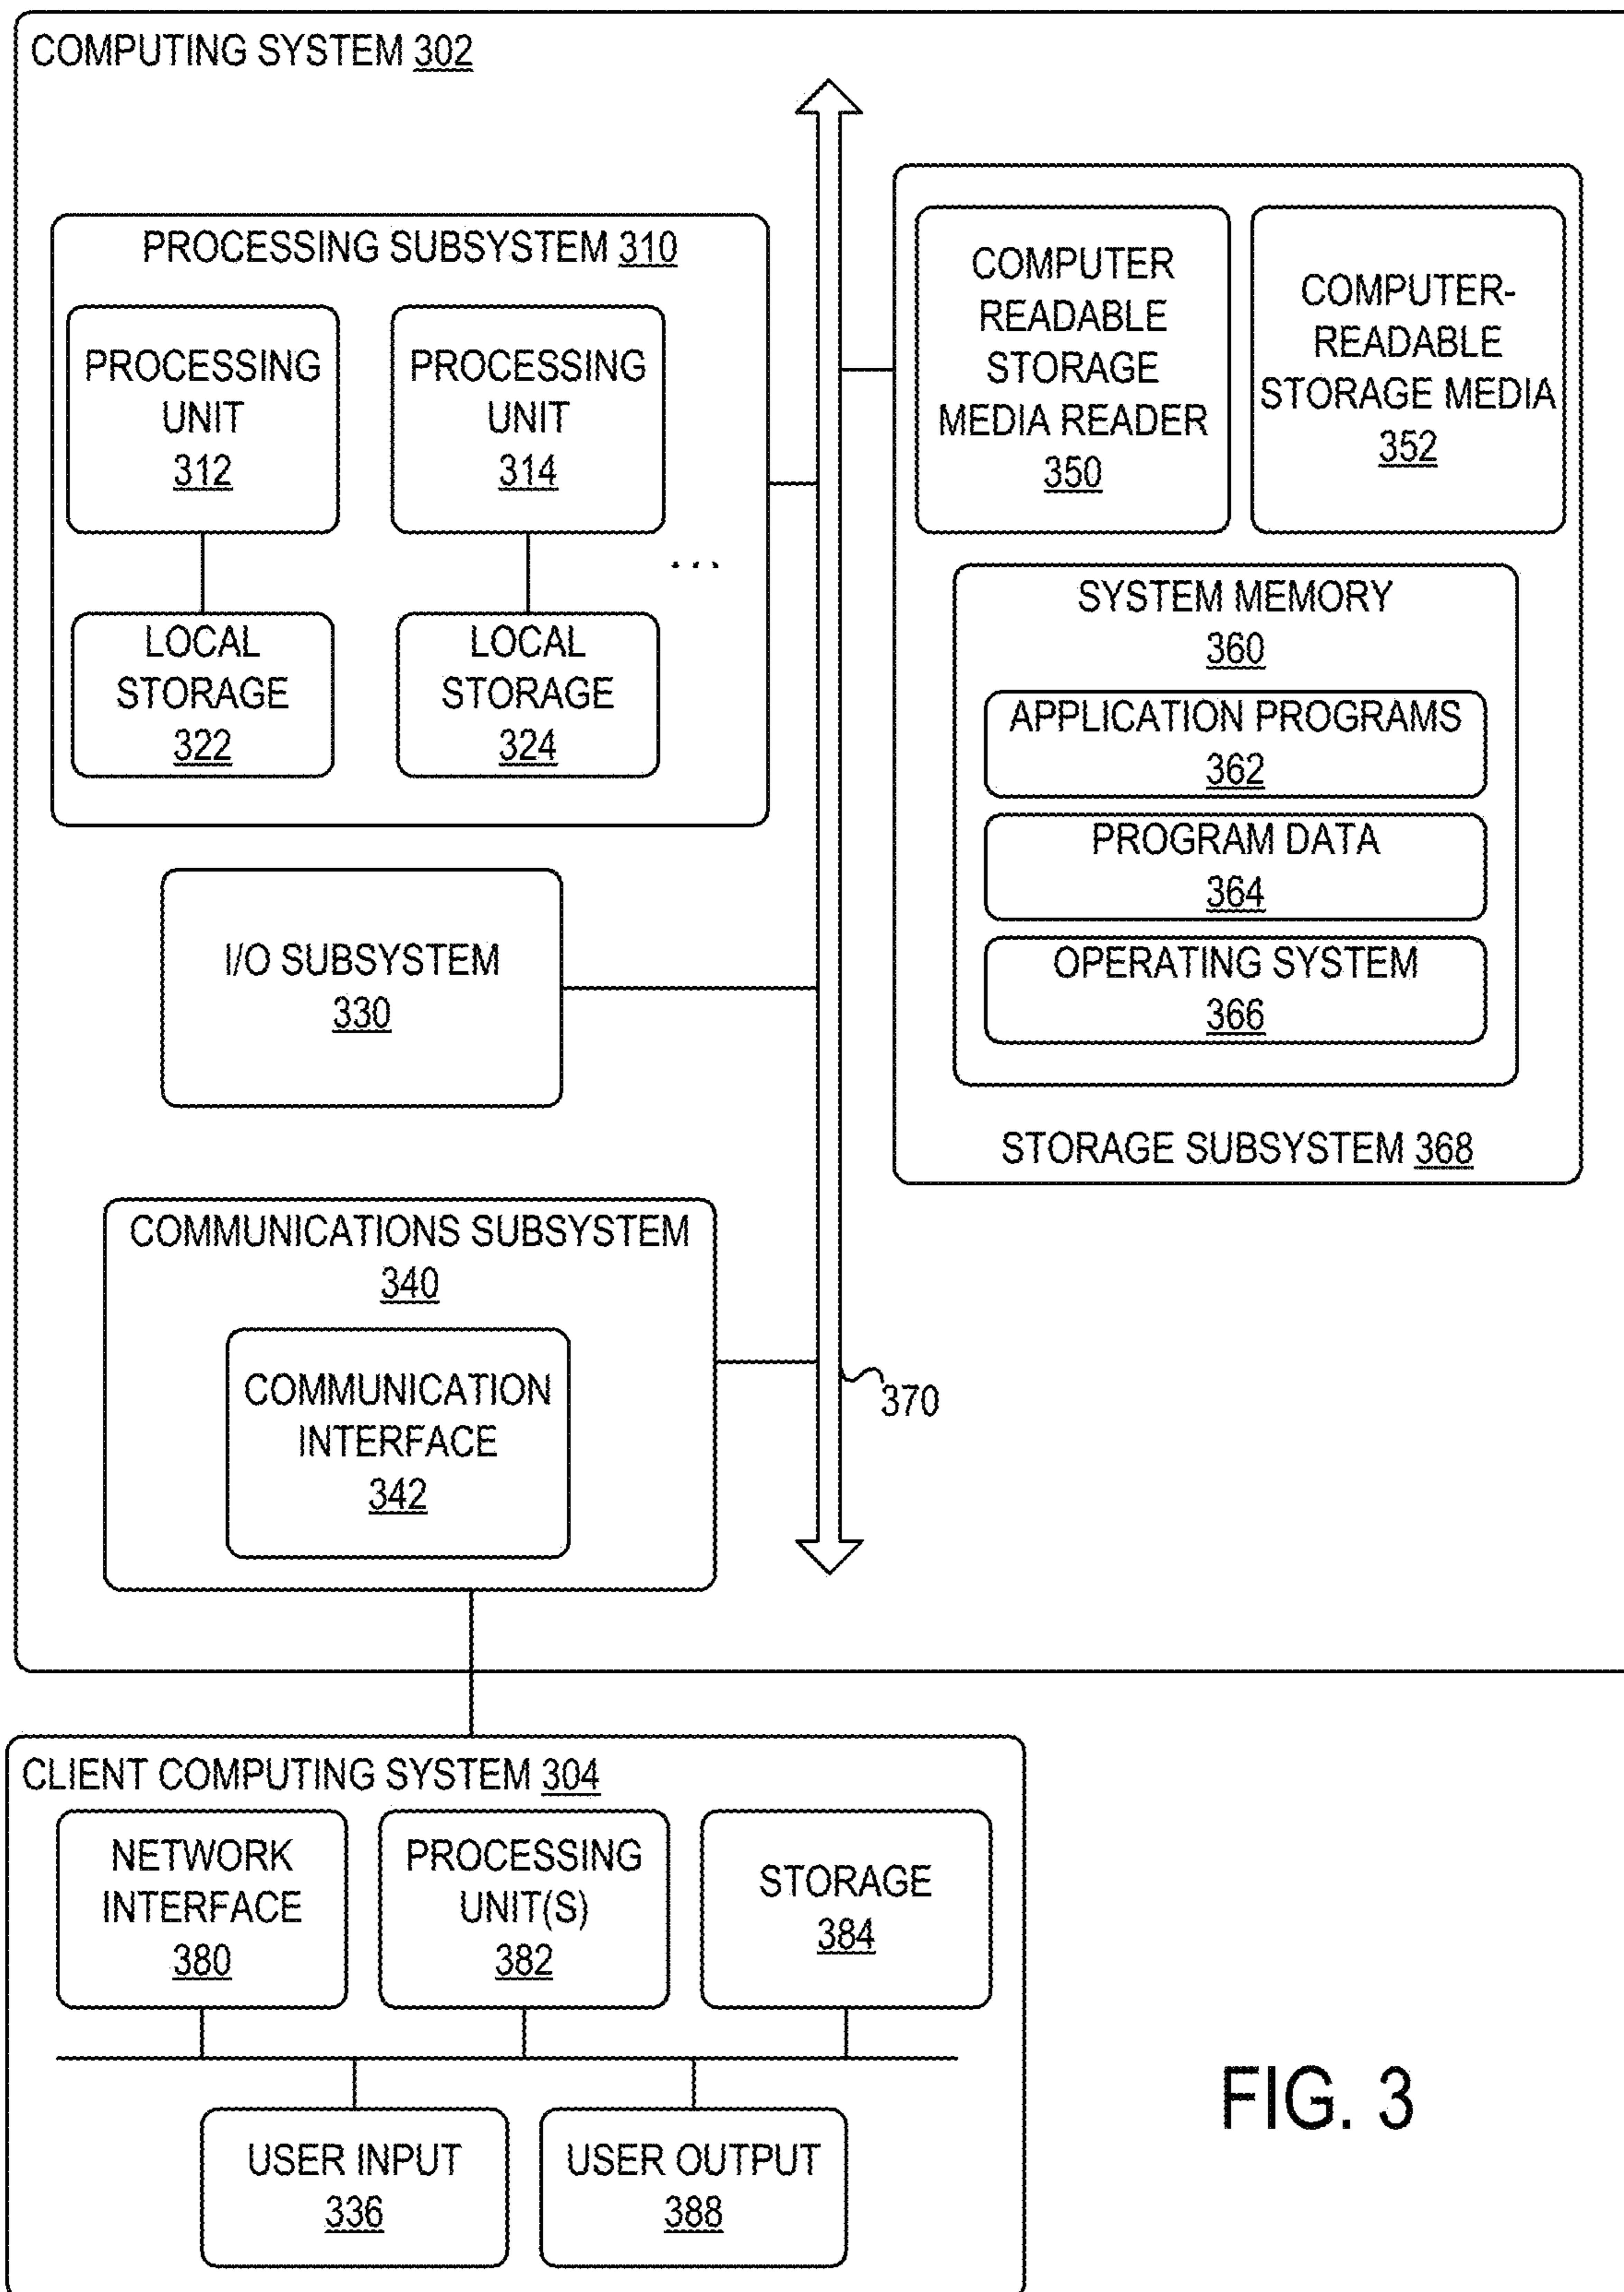 COMPUTING SYSTEM 302
PROCESSING SUBSYSTEM 310
PROCESSING
UNIT
312
PROCESSING
UNIT
314
...
LOCAL
STORAGE
322
LOCAL
STORAGE
324
I/O SUBSYSTEM
330
COMMUNICATIONS SUBSYSTEM
340
COMMUNICATION
INTERFACE
342
370
COMPUTER
READABLE
STORAGE
MEDIA READER
350
COMPUTER-
READABLE
STORAGE MEDIA
352
SYSTEM MEMORY
360
APPLICATION PROGRAMS
362
PROGRAM DATA
364
OPERATING SYSTEM
366
STORAGE SUBSYSTEM 368
CLIENT COMPUTING SYSTEM 304
NETWORK
INTERFACE
380
PROCESSING
UNIT(S)
382
STORAGE
384
USER INPUT
336
USER OUTPUT
388
FIG. 3